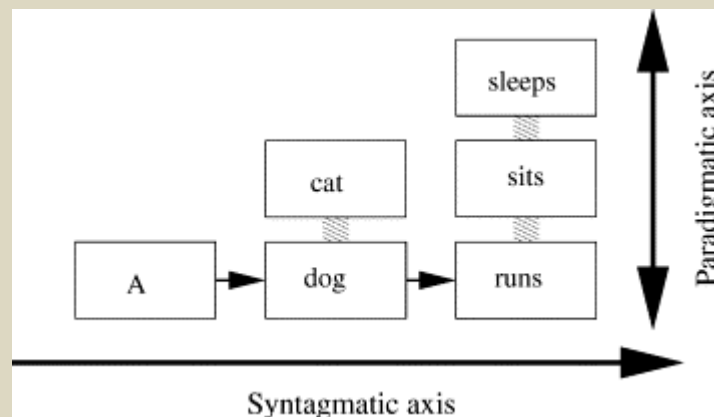 sleeps
cat
sits
A
dog
runs
Paradigmatic axis
Syntagmatic axis